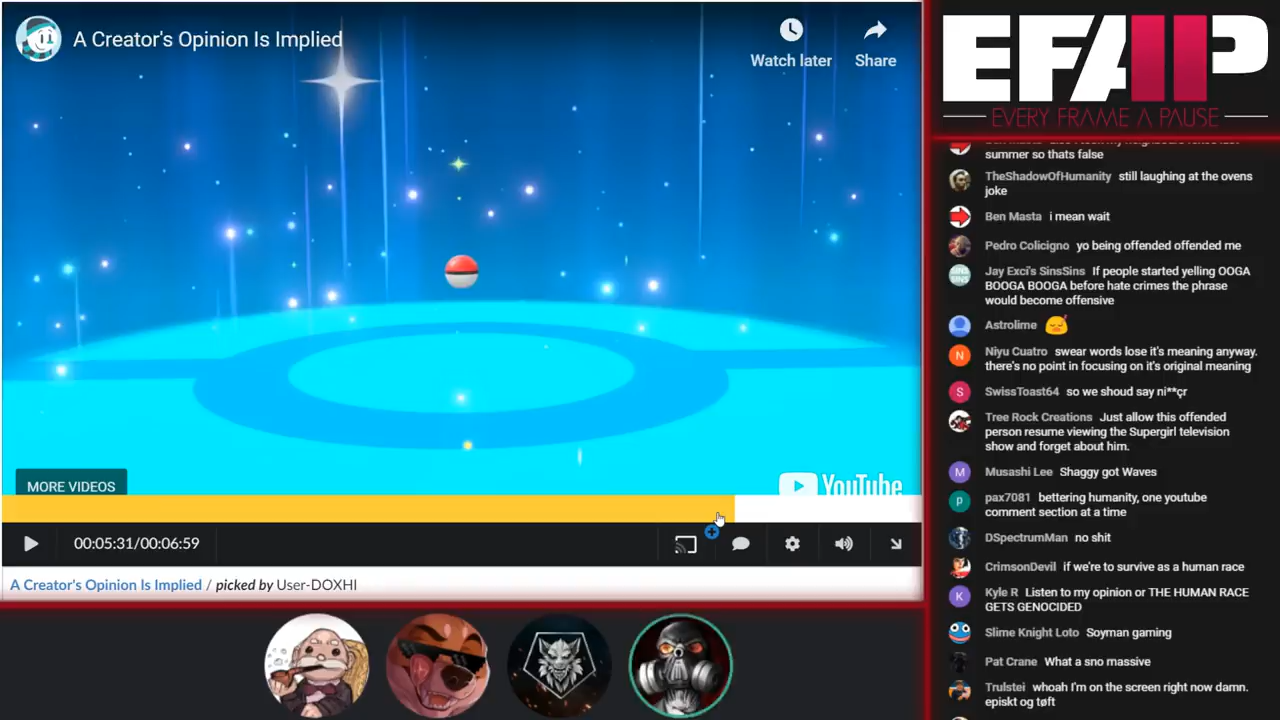 A Creator's Opinion Is Implied
Watch later
Share
MORE VIDEOS
YouTube
00:05:31/00:06:59
A Creator's Opinion Is Implied / picked by User-DOXHI
EFAP
EVERY FRAME A PAUSE
summer so thats false
TheShadowOfHumanity still laughing at the ovens
joke
Ben Masta i mean wait
Pedro Colicigno yo being offended offended me
Jay Exci's SinsSins If people started yelling OOGA
BOOGA BOOGA before hate crimes the phrase
would become offensive
Astrolime
N Niyu Cuatro swear words lose it's meaning anyway.
there's no point in focusing on it's original meaning
S SwissToast64 so we shoud say ni**çr
Tree Rock Creations Just allow this offended
person resume viewing the Supergirl television
show and forget about him.
M Musashi Lee Shaggy got Waves
p pax7081 bettering humanity, one youtube
comment section at a time
DSpectrumMan no shit
CrimsonDevil if we're to survive as a human race
K Kyle R Listen to my opinion or THE HUMAN RACE
GETS GENOCIDED
Slime Knight Loto Soyman gaming
Pat Crane What a sno massive
Trulstei whoah I'm on the screen right now damn.
episkt og tøft